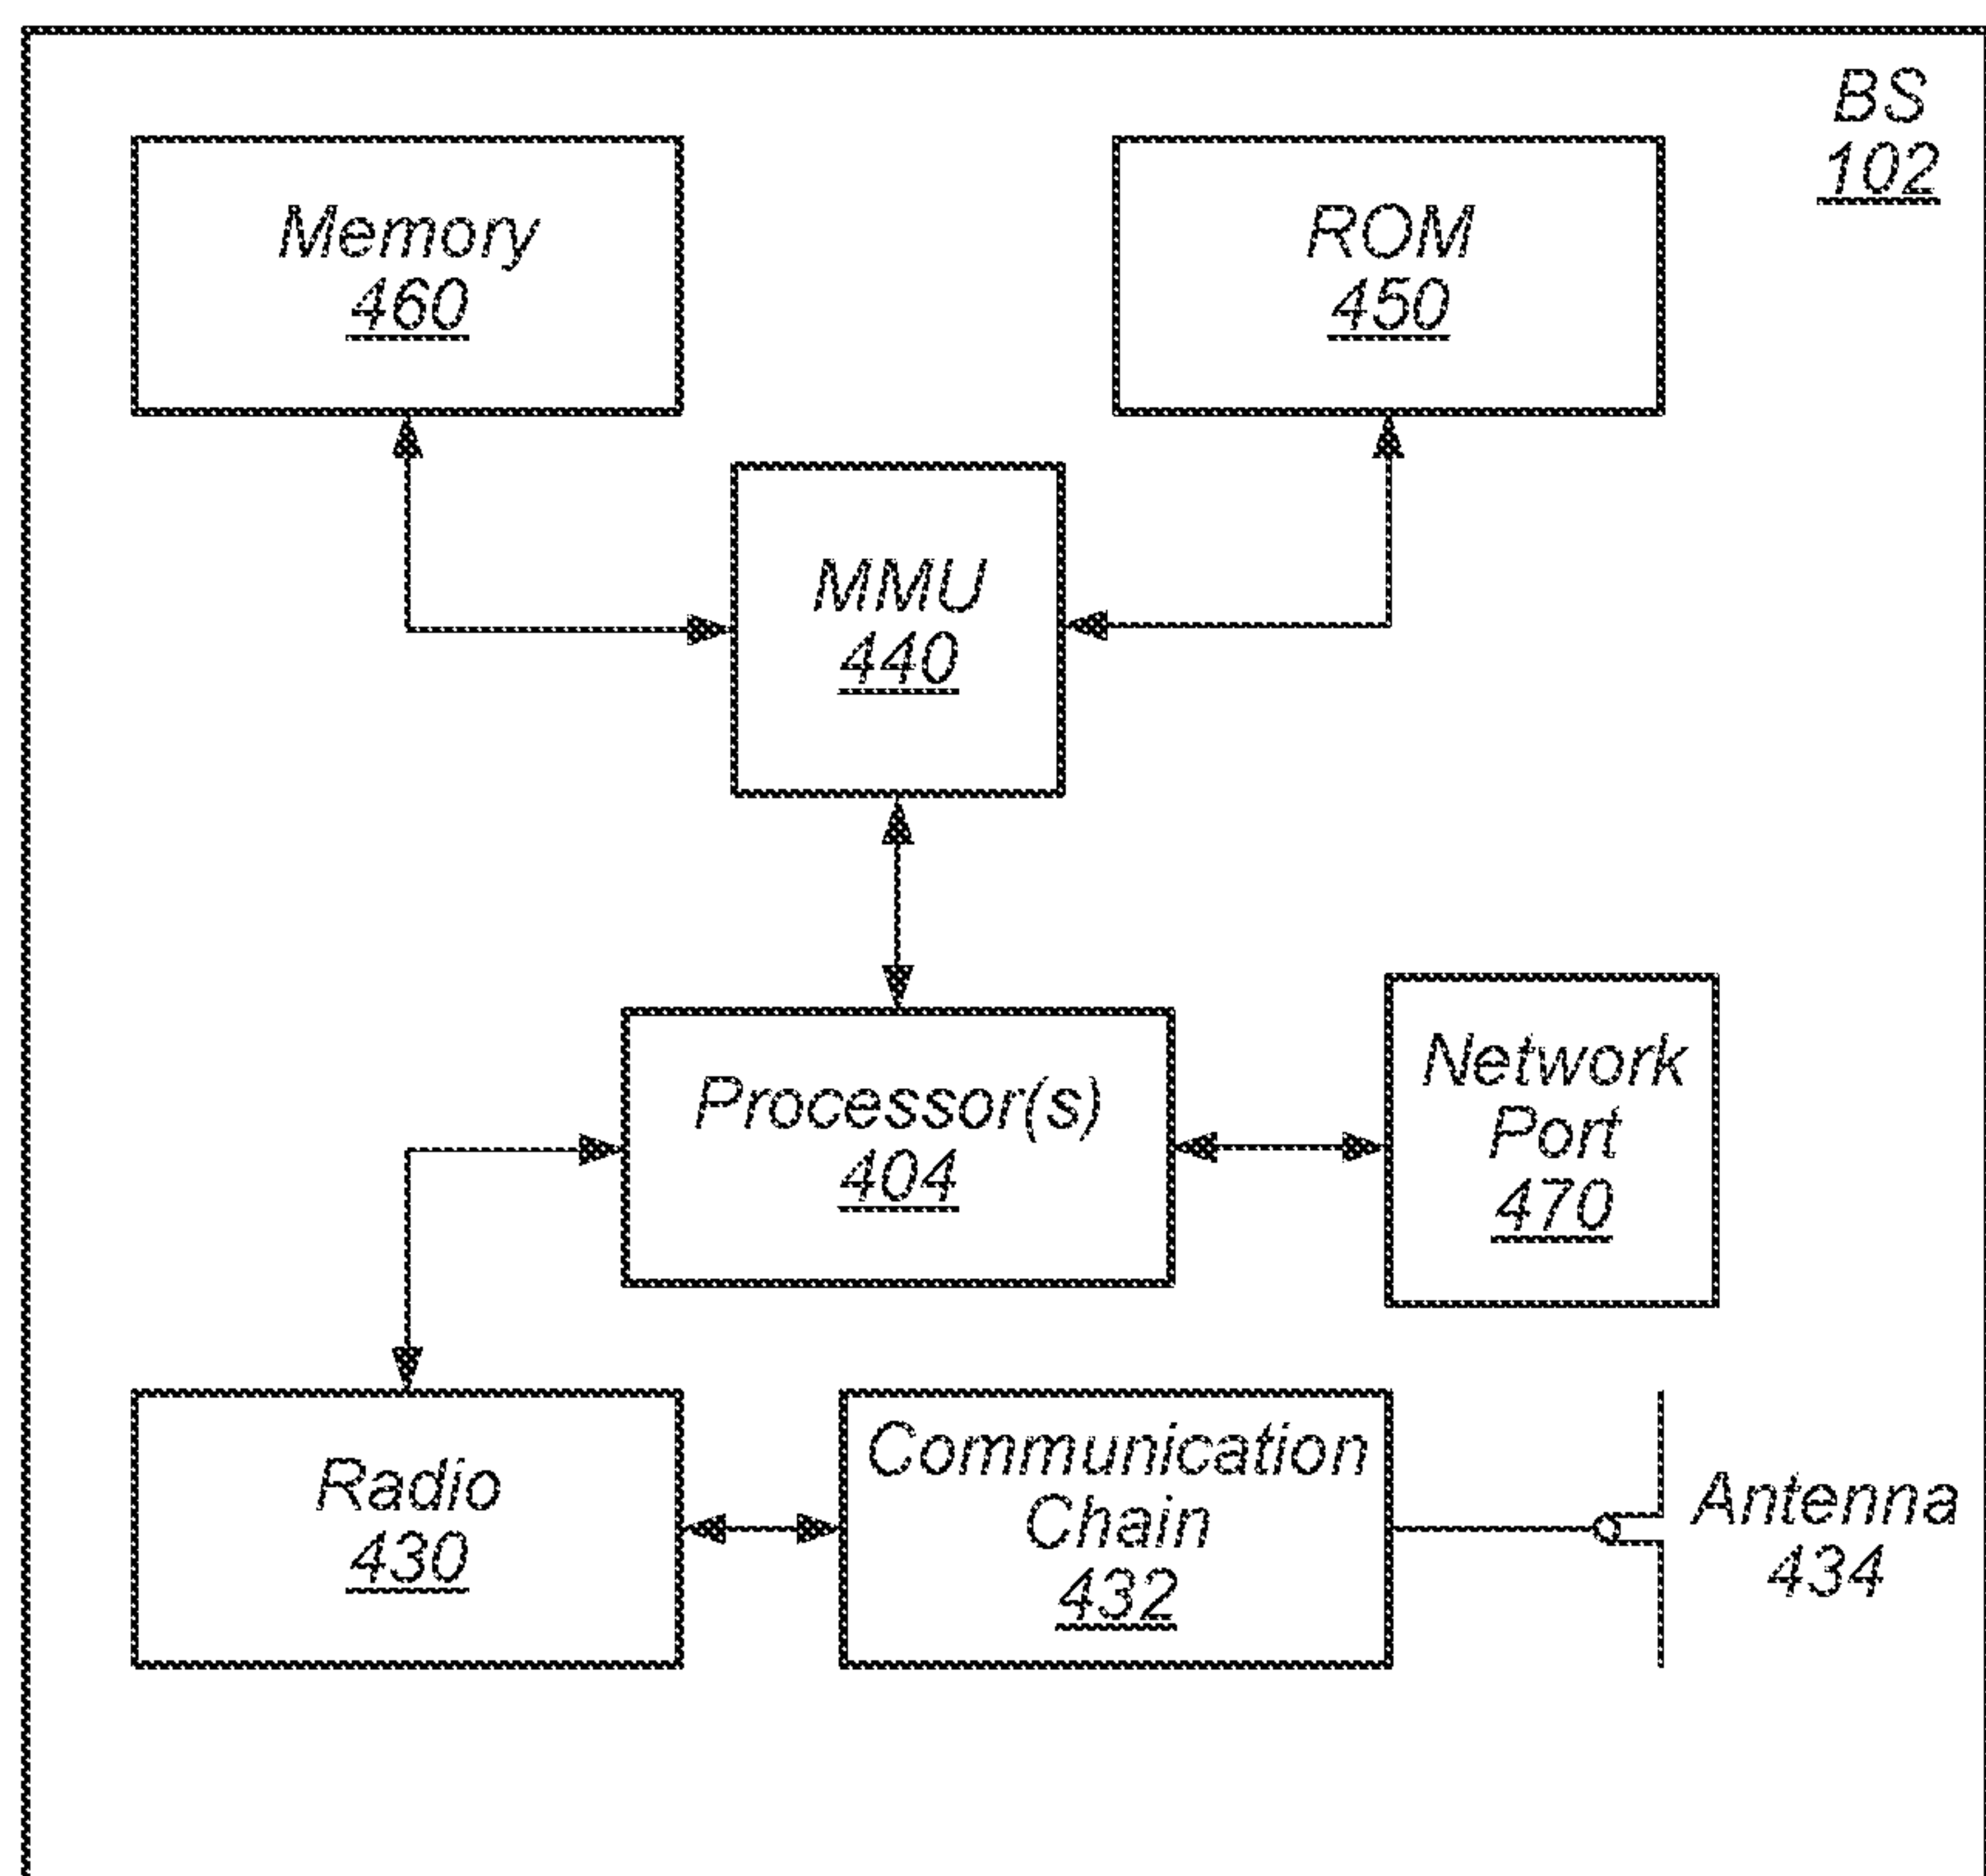 BS
102
Memory
460
ROM
450
MMU
440
Processor(s)
404
Network
Port
470
Radio
430
Communication
Chain
432
Antenna
434